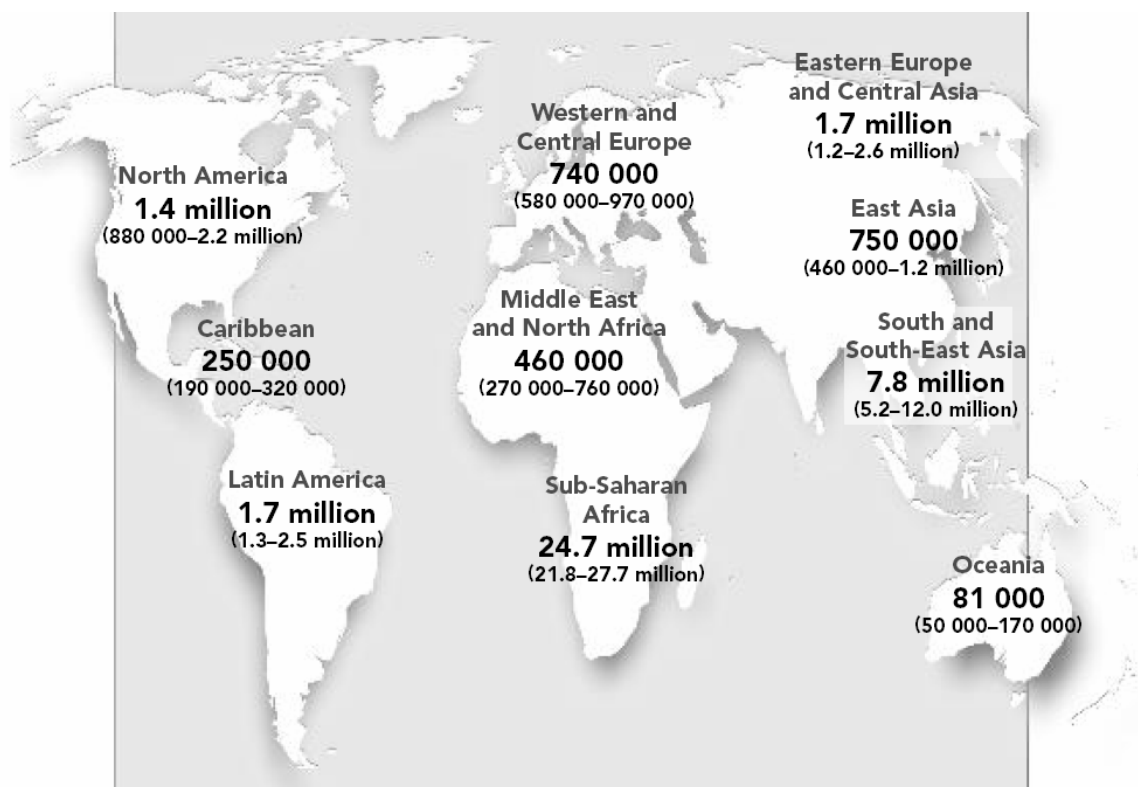 Eastern Europe
and Central Asia
1.7 million
(1.2–2.6 million)
Western and
Central Europe
740 000
(580 000–970 000)
North America
1.4 million
(880 000–2.2 million)
East Asia
750 000
(460 000–1.2 million)
Middle East
and North Africa
460 000
(270 000–760 000)
Caribbean
250 000
(190 000–320 000)
South and
South-East Asia
7.8 million
(5.2–12.0 million)
Latin America
1.7 million
(1.3–2.5 million)
Sub-Saharan
Africa
24.7 million
(21.8–27.7 million)
Oceania
81 000
(50 000–170 000)